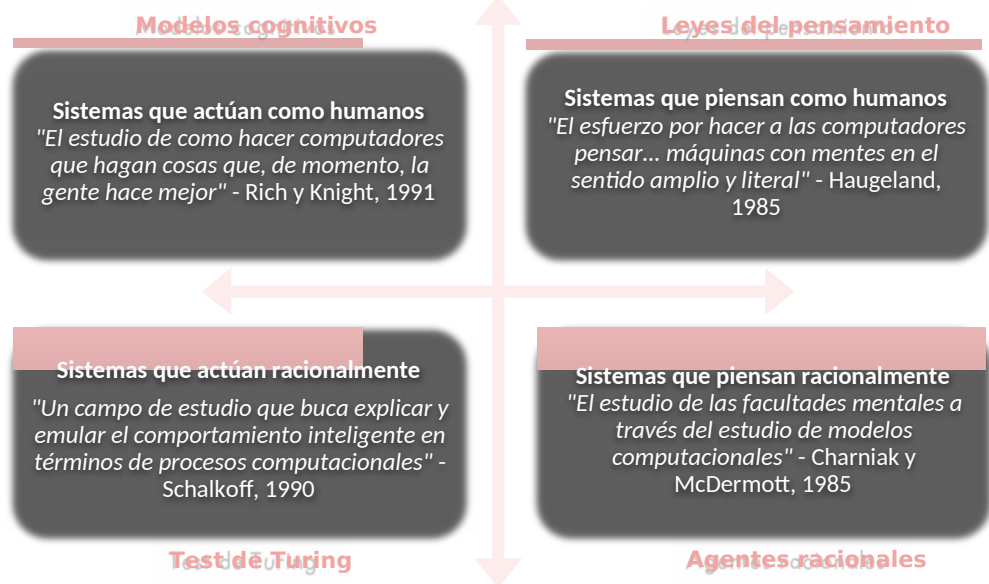 Modelos cognitivos
Leyes del pensamiento
Sistemas que actúan como humanos
"El estudio de como hacer computadores
que hagan cosas que, de momento, la
gente hace mejor" - Rich y Knight, 1991
Sistemas que piensan como humanos
"El esfuerzo por hacer a las computadores
pensar... máquinas con mentes en el
sentido amplio y literal" - Haugeland,
1985
Sistemas que actúan racionalmente
"Un campo de estudio que buca explicar y
emular el comportamiento inteligente en
términos de procesos computacionales" -
Schalkoff, 1990
Sistemas que piensan racionalmente
"El estudio de las facultades mentales a
través del estudio de modelos
computacionales" - Charniak y
McDermott, 1985
Test de Turing
Agentes racionales